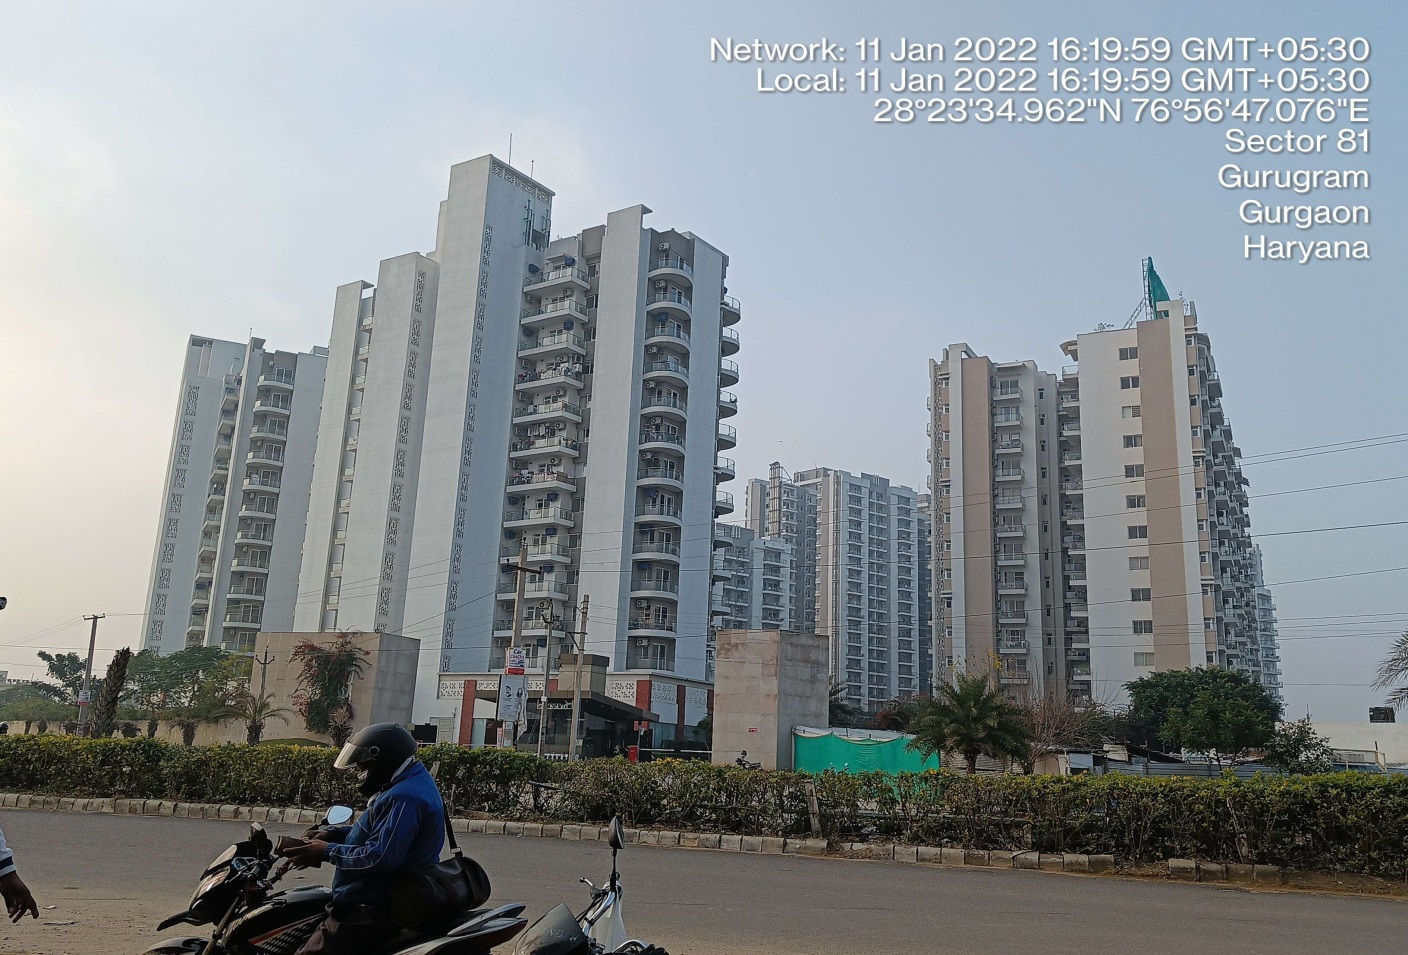 Network: 11 Jan 2022 16:19:59 GMT+05:30
Local: 11 Jan 2022 16:19:59 GMT+05:30
28°23'34.962"N 76°56'47.076"E
Sector 81
Gurugram
Gurgaon
Haryana